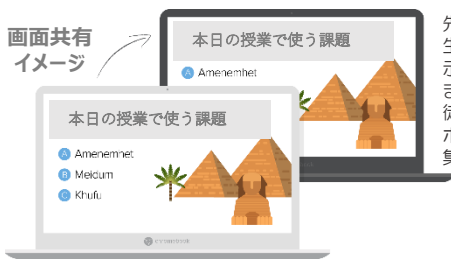 画面共有
イメージ
本日の授業で使う課題
A Amenemhet
本日の授業で使う課題
A Amenemhet
B Meidum
C Khufu